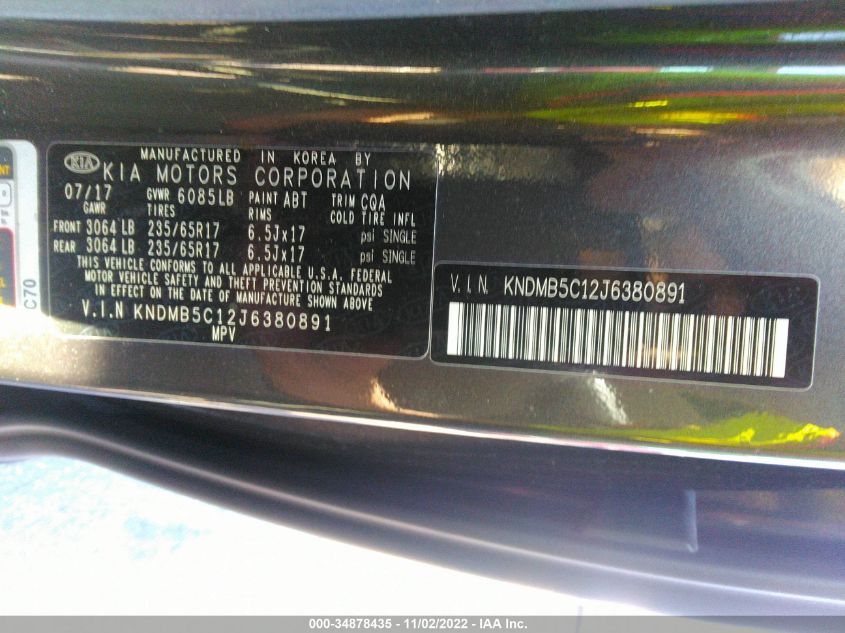 KIA
MANUFACTURED IN KOREA BY
KIA MOTORS CORPORATION
07/17 GVWR 6085LB PAINT ABT TRIM CQA
GAWR TIRES RIMS COLD TIRE INFL
FRONT 3064 LB 235/65R17 6.5Jx17 psi SINGLE
REAR 3064 LB 235/65R17 6.5Jx17 psi SINGLE
THIS VEHICLE CONFORMS TO ALL APPLICABLE U.S.A. FEDERAL
MOTOR VEHICLE SAFETY AND THEFT PREVENTION STANDARDS
IN EFFECT ON THE DATE OF MANUFACTURE SHOWN ABOVE.
V.I.N KNDMB5C12J6380891
MPV
C70
V.I.N. KNDMB5C12J6380891
000-34878435 - 11/02/2022 - IAA Inc.